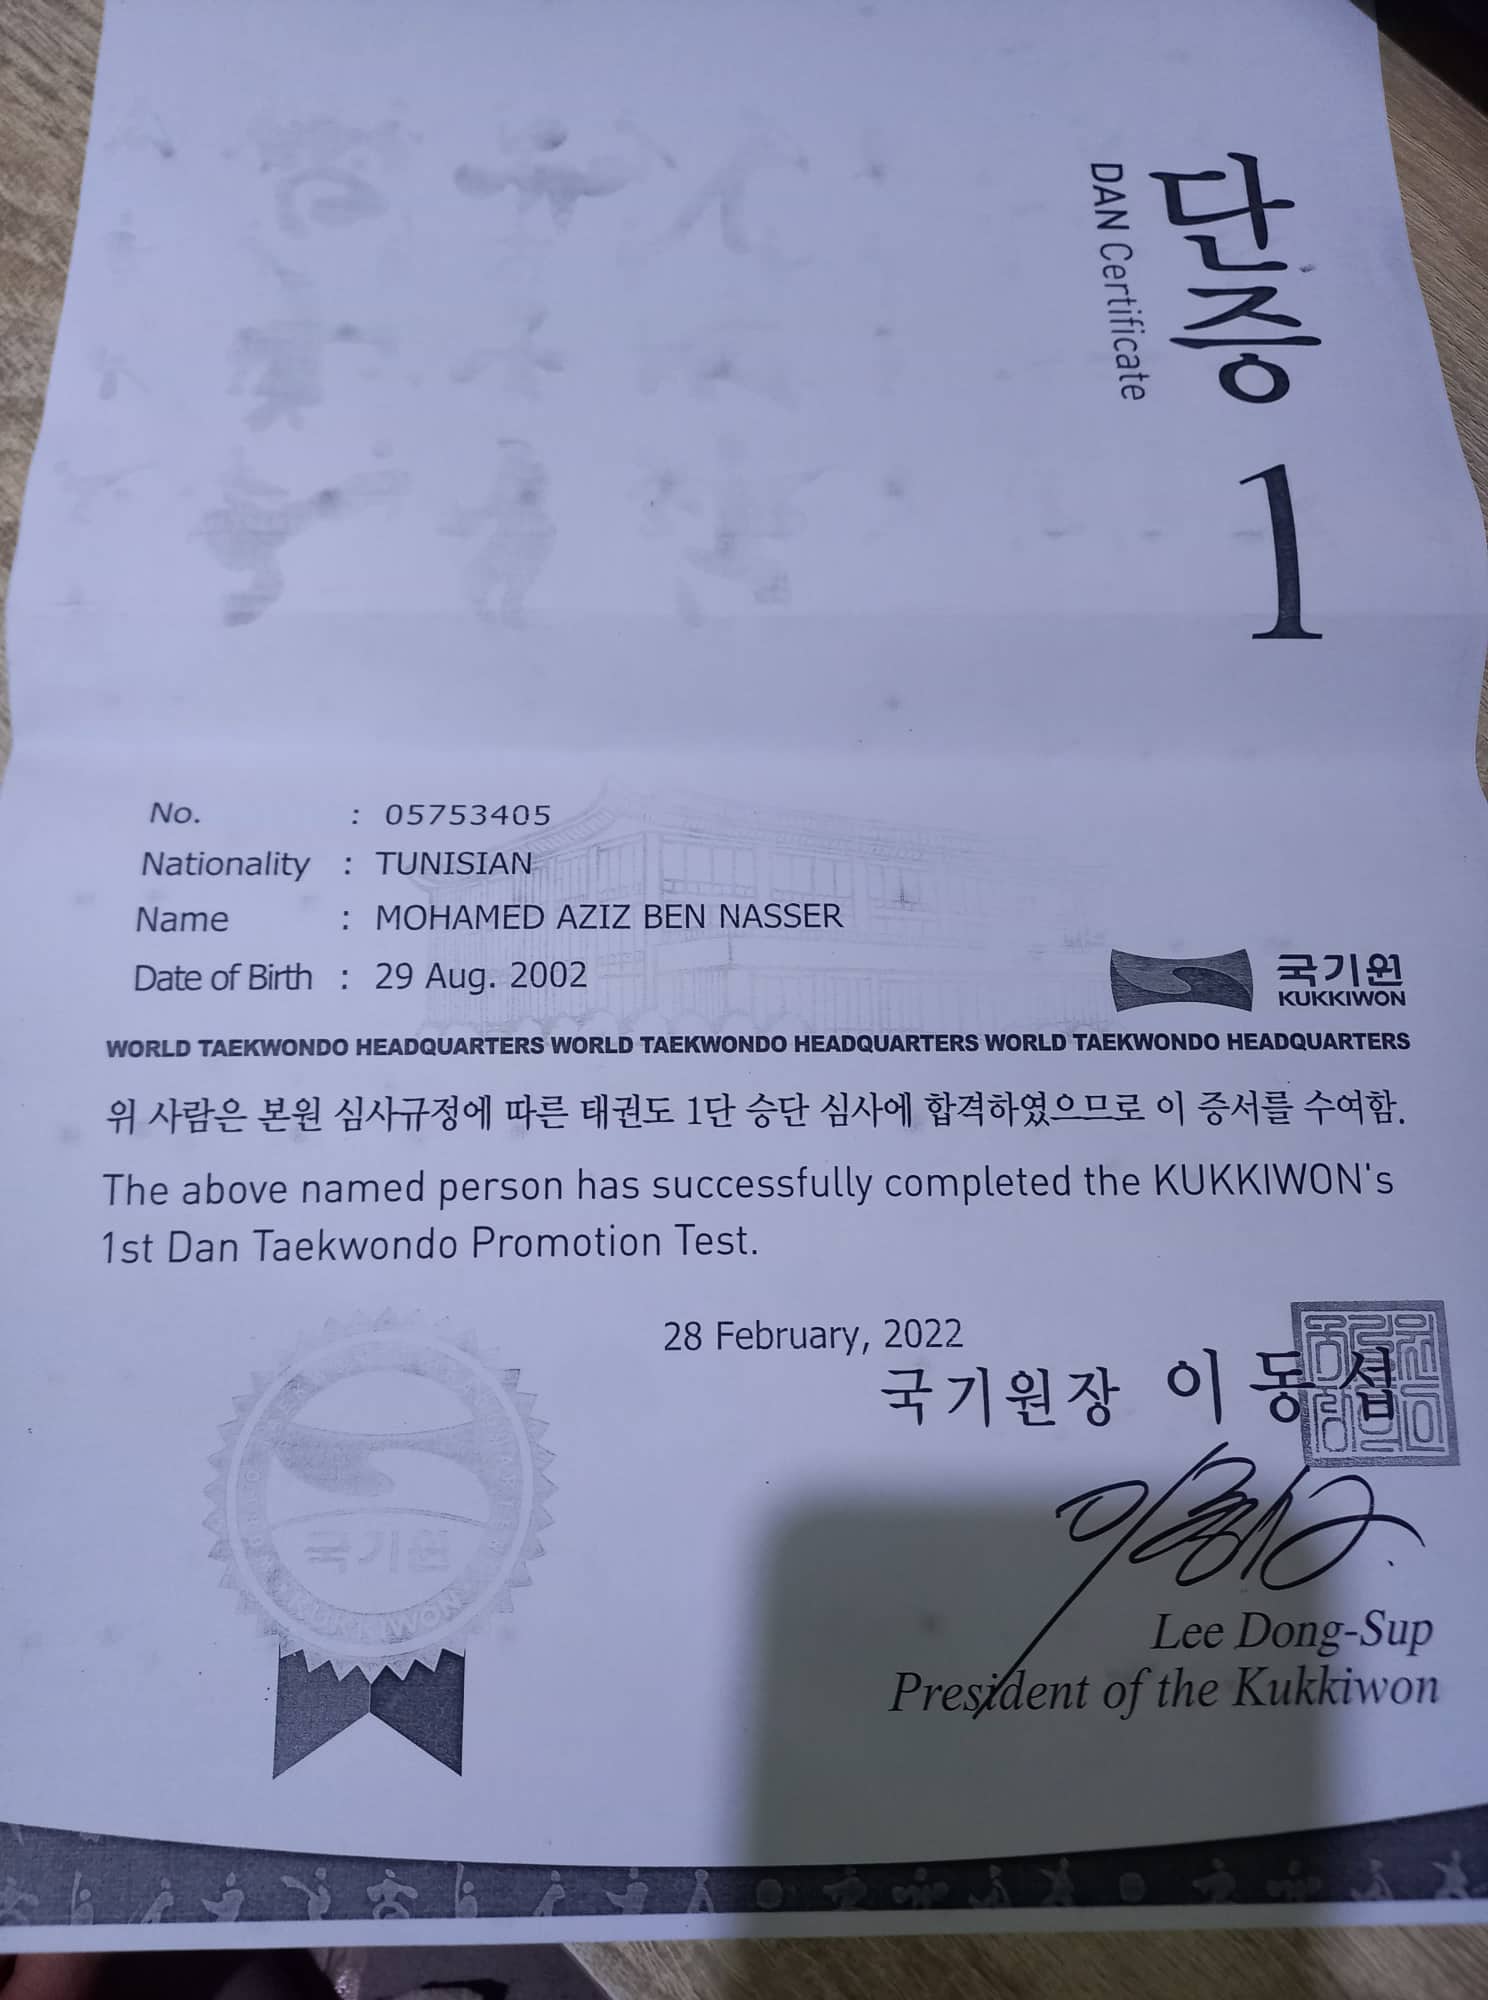 단증
DAN Certificate
1
No. : 05753405
Nationality : TUNISIAN
Name : MOHAMED AZIZ BEN NASSER
Date of Birth : 29 Aug. 2002
국기원
KUKKIWON
WORLD TAEKWONDO HEADQUARTERS WORLD TAEKWONDO HEADQUARTERS WORLD TAEKWONDO HEADQUARTERS
위 사람은 본원 심사규정에 따른 태권도 1단 승단 심사에 합격하였으므로 이 증서를 수여함.
The above named person has successfully completed the KUKKIWON's
1st Dan Taekwondo Promotion Test.
28 February, 2022
국기원장 이동섭
Lee Dong-Sup
President of the Kukkiwon
국기원
KUKKIWON